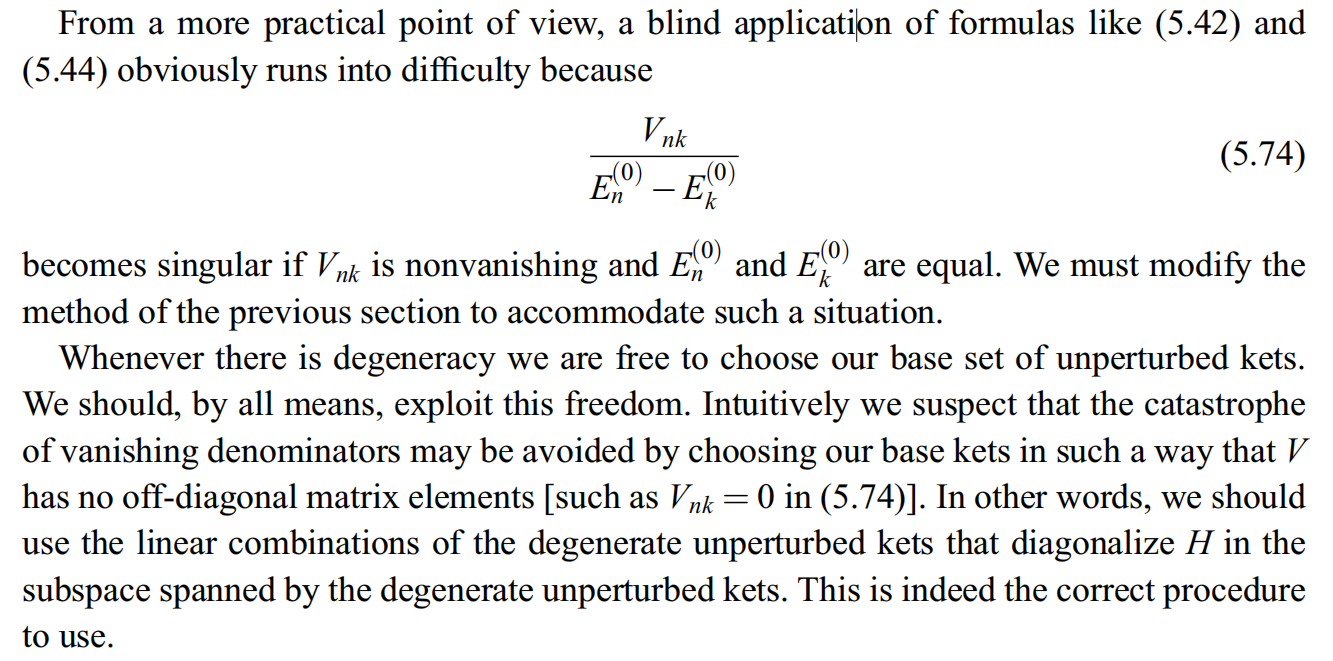 From a more practical point of view, a blind application of formulas like (5.42) and
(5.44) obviously runs into difficulty because
\frac{V_{nk}}{E_n^{(0)} - E_k^{(0)}} (5.74)
becomes singular if V_{nk} is nonvanishing and E_n^{(0)} and E_k^{(0)} are equal. We must modify the
method of the previous section to accommodate such a situation.
Whenever there is degeneracy we are free to choose our base set of unperturbed kets.
We should, by all means, exploit this freedom. Intuitively we suspect that the catastrophe
of vanishing denominators may be avoided by choosing our base kets in such a way that V
has no off-diagonal matrix elements [such as V_{nk} = 0 in (5.74)]. In other words, we should
use the linear combinations of the degenerate unperturbed kets that diagonalize H in the
subspace spanned by the degenerate unperturbed kets. This is indeed the correct procedure
to use.